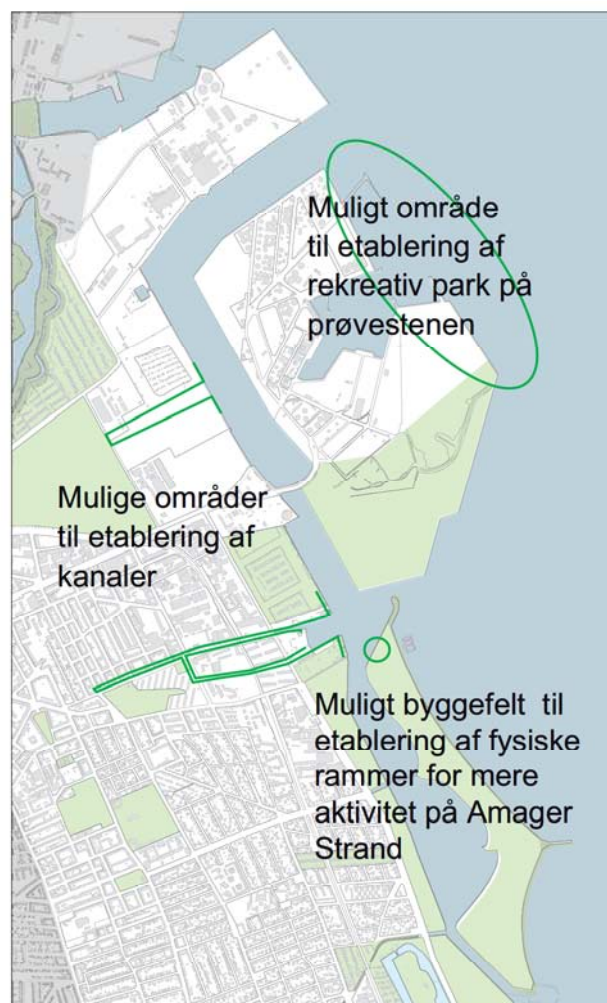 Muligt område
til etablering af
rekreativ park på
prøvestenen
Mulige områder
til etablering af
kanaler
Muligt byggefelt til
etablering af fysiske
rammer for mere
aktivitet på Amager
Strand